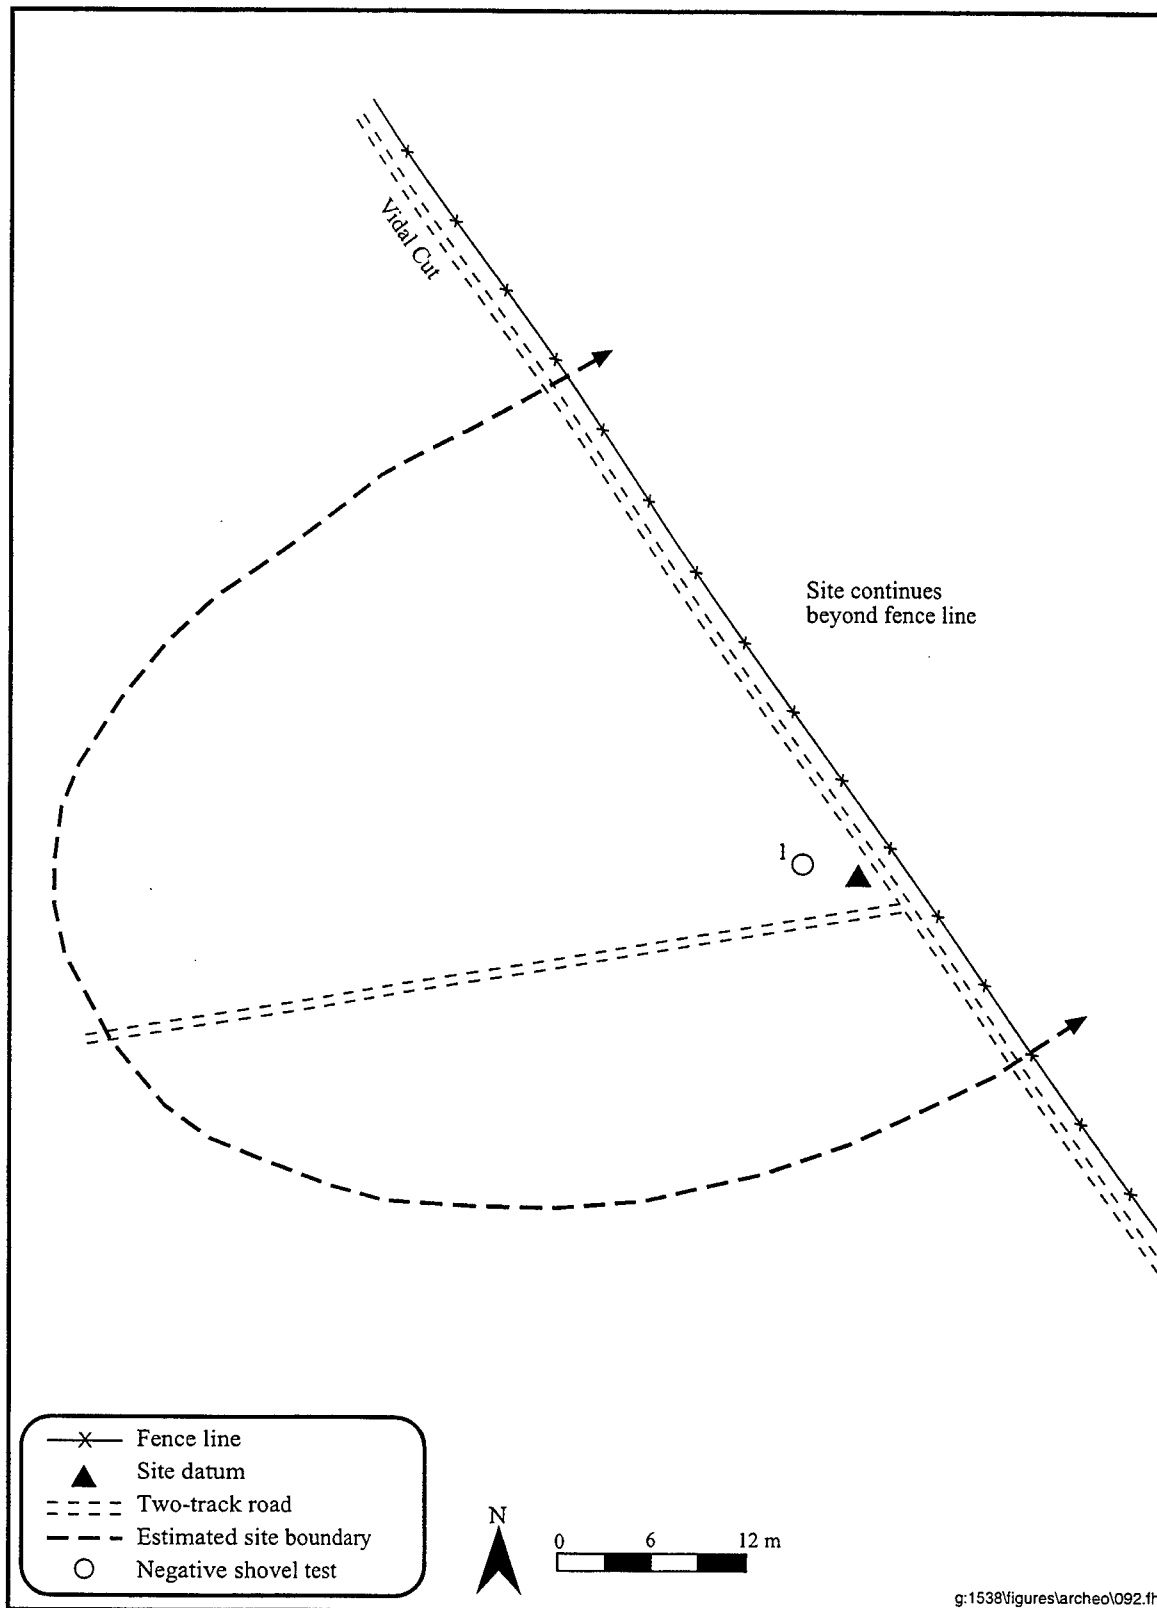 Vidal Cut
Site continues
beyond fence line
1
Fence line
Site datum
Two-track road
Estimated site boundary
Negative shovel test
N
0 6 12 m
g:1538\figures\archeo\092.fh